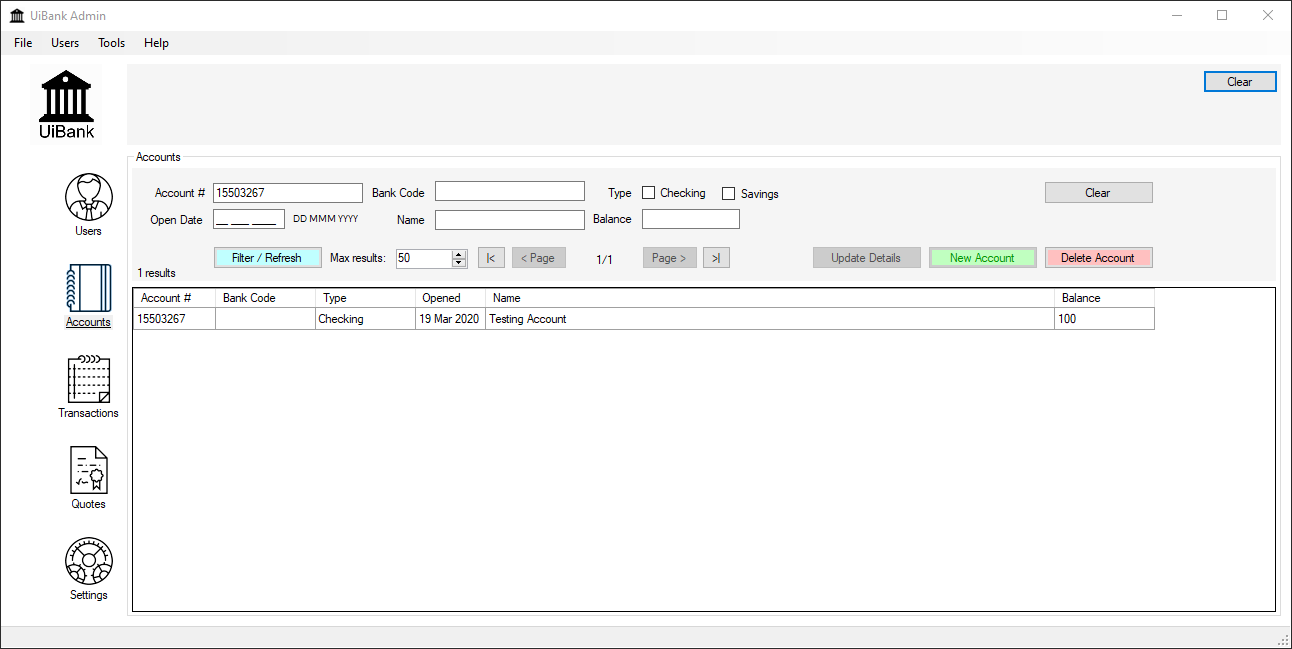 UiBank Admin
File Users Tools Help
Clear
UiBank
Accounts
Account # 15503267 Bank Code Type Checking Savings Clear
Open Date __ ___ ____ DD MMM YYYY Name Balance
Users
Filter / Refresh Max results: 50 |< < Page 1/1 Page > >| Update Details New Account Delete Account
1 results
Account # Bank Code Type Opened Name Balance
15503267 Checking 19 Mar 2020 Testing Account 100
Accounts
Transactions
Quotes
Settings